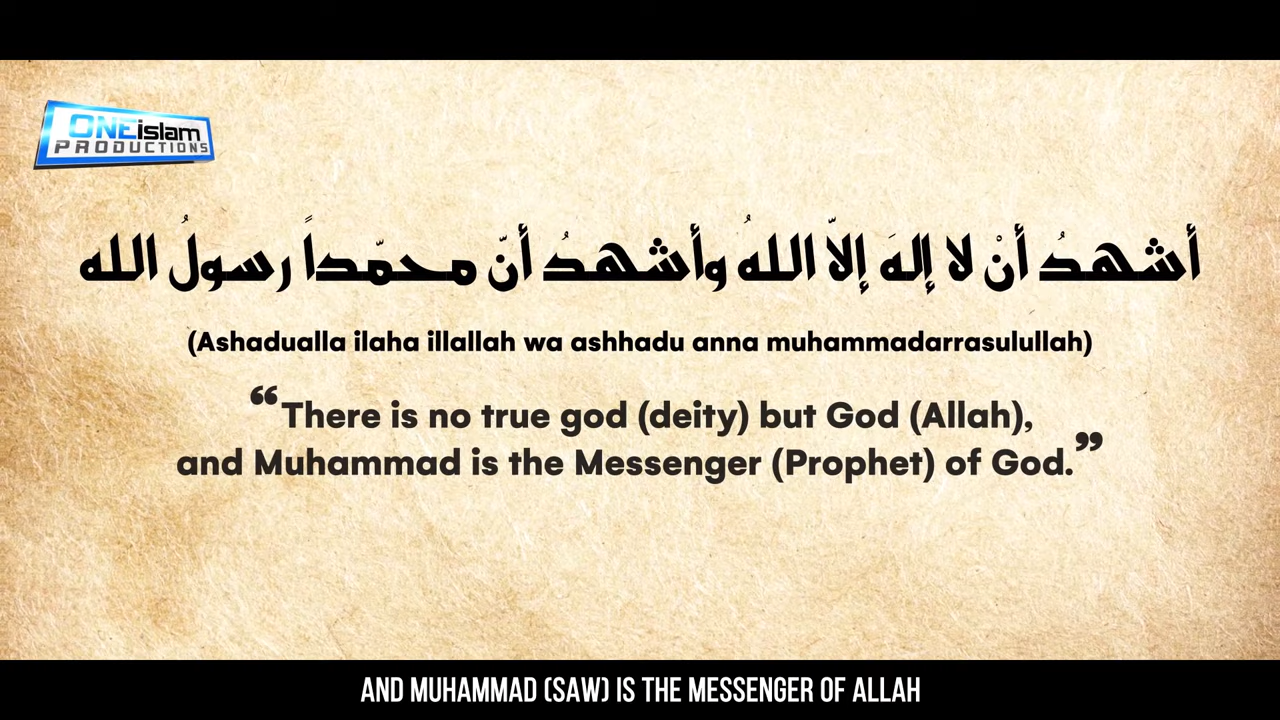 ONEislam
PRODUCTIONS
أشهدُ أنْ لا إلهَ إلاّ اللهُ وأشهدُ أنّ محمّداً رسولُ الله
(Ashadualla ilaha illallah wa ashhadu anna muhammadarrasulullah)
“There is no true god (deity) but God (Allah),
and Muhammad is the Messenger (Prophet) of God.”
AND MUHAMMAD (SAW) IS THE MESSENGER OF ALLAH